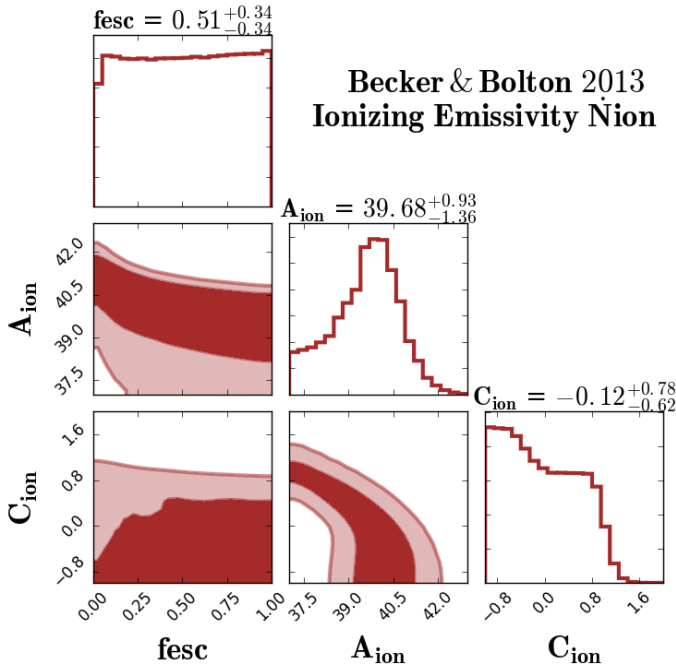 fesc = 0.51 +0.34 −0.34
Becker & Bolton 2013
Ionizing Emissivity Ṅion
A_ion = 39.68 +0.93 −1.36
42.0
40.5
39.0
37.5
A_ion
C_ion = −0.12 +0.78 −0.62
1.6
0.8
0.0
−0.8
C_ion
0.00 0.25 0.50 0.75 1.00 37.5 39.0 40.5 42.0 −0.8 0.0 0.8 1.6
fesc A_ion C_ion